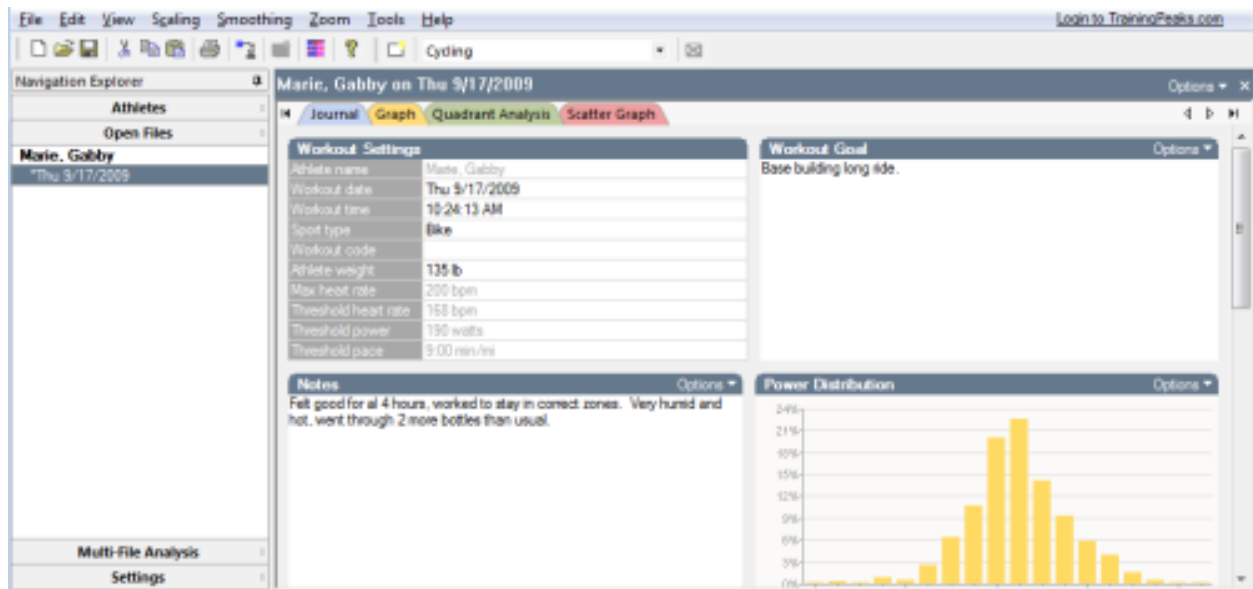 File Edit View Scaling Smoothing Zoom Tools Help Login to TrainingPeaks.com
Cycling
Navigation Explorer
Marie, Gabby on Thu 9/17/2009 Options
Athletes
Journal Graph Quadrant Analysis Scatter Graph
Open Files
Marie, Gabby
*Thu 9/17/2009
Workout Settings
Athlete name Marie, Gabby
Workout date Thu 9/17/2009
Workout time 10:24:13 AM
Sport type Bike
Workout code
Athlete weight 135 lb
Max heart rate 200 bpm
Threshold heart rate 168 bpm
Threshold power 190 watts
Threshold pace 9:00 min/mi
Workout Goal Options
Base building long ride.
Notes Options
Felt good for al 4 hours, worked to stay in correct zones. Very humid and
hot, went through 2 more bottles than usual.
Power Distribution Options
24%
21%
18%
15%
12%
9%
6%
3%
0%
Multi-File Analysis
Settings